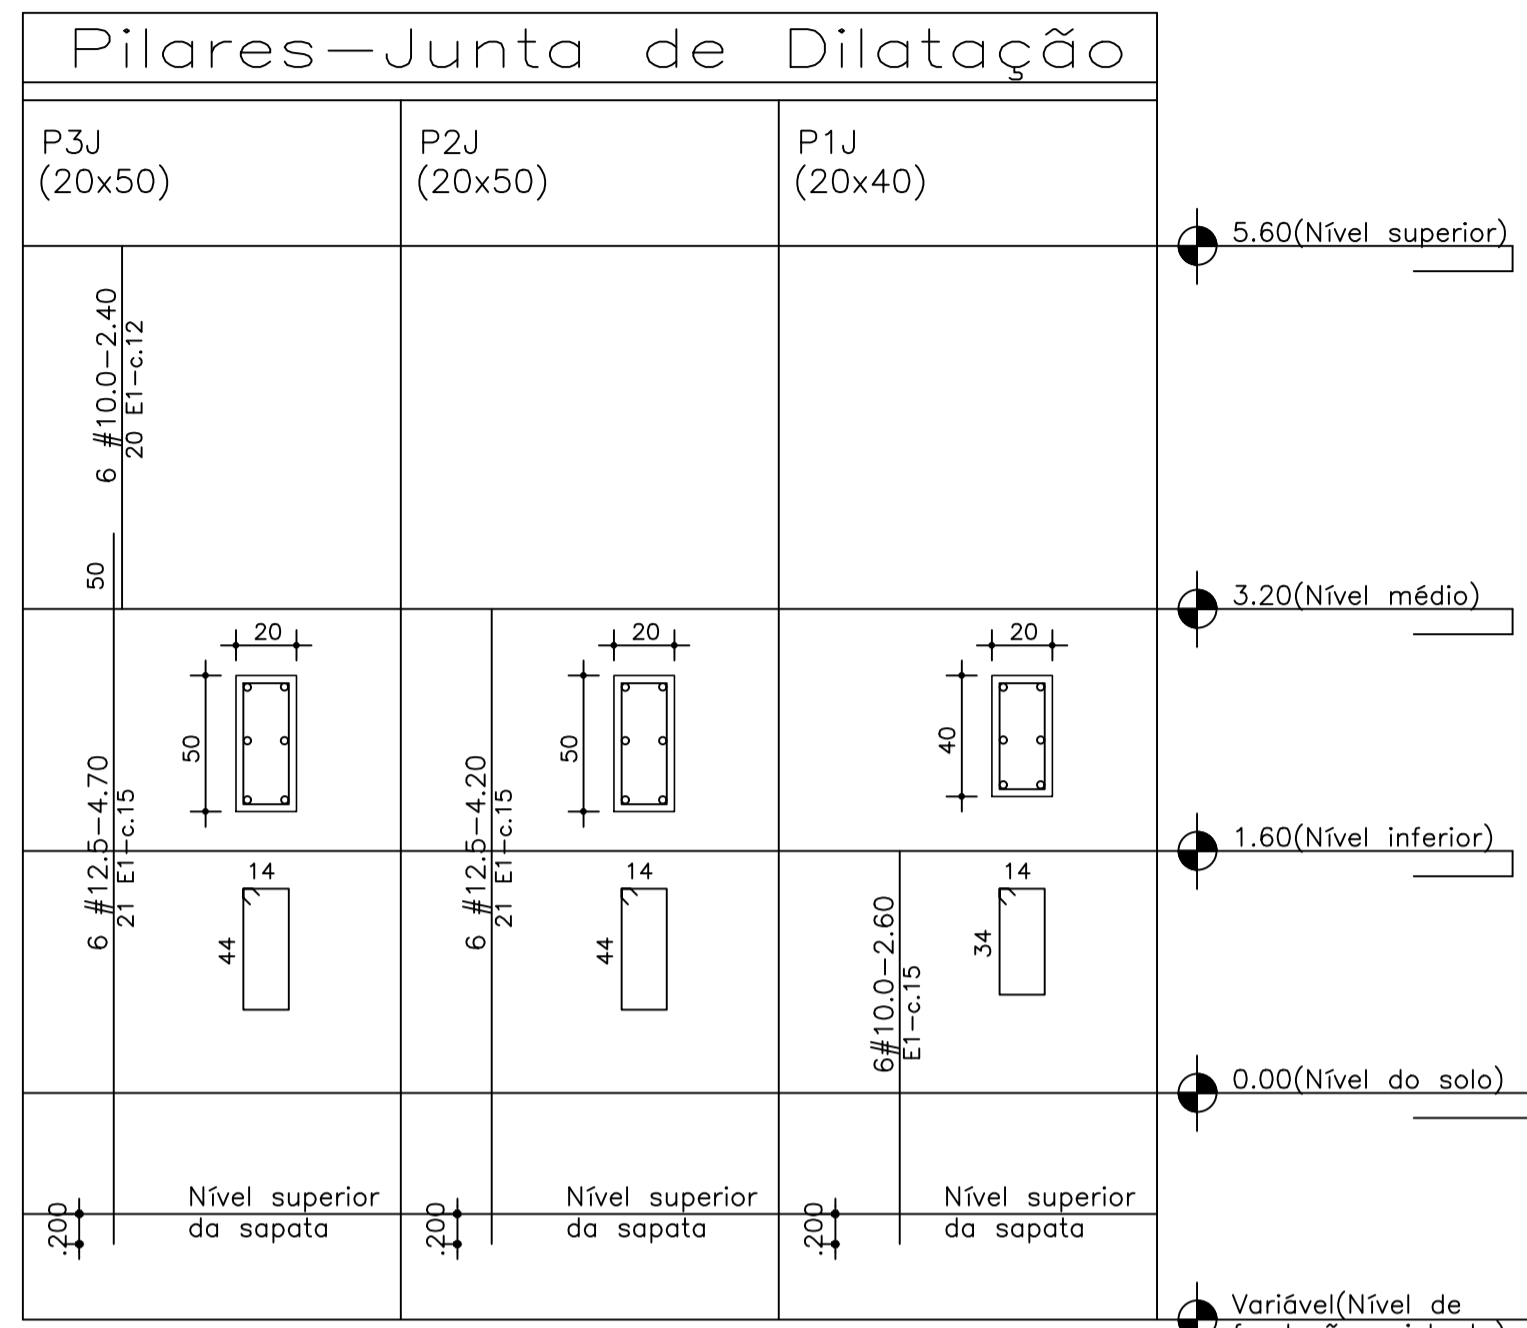 Pilares-Junta de Dilatação
P3J
(20x50)
P2J
(20x50)
P1J
(20x40)
5.60(Nível superior)
6 #10.0-2.40
20 E1-c.12
50
3.20(Nível médio)
20
50
6 #12.5-4.70
21 E1-c.15
20
50
6 #12.5-4.20
21 E1-c.15
20
40
1.60(Nível inferior)
14
44
14
44
14
34
6#10.0-2.60
E1-c.15
0.00(Nível do solo)
.200
Nível superior
da sapata
.200
Nível superior
da sapata
.200
Nível superior
da sapata
Variável(Nível de